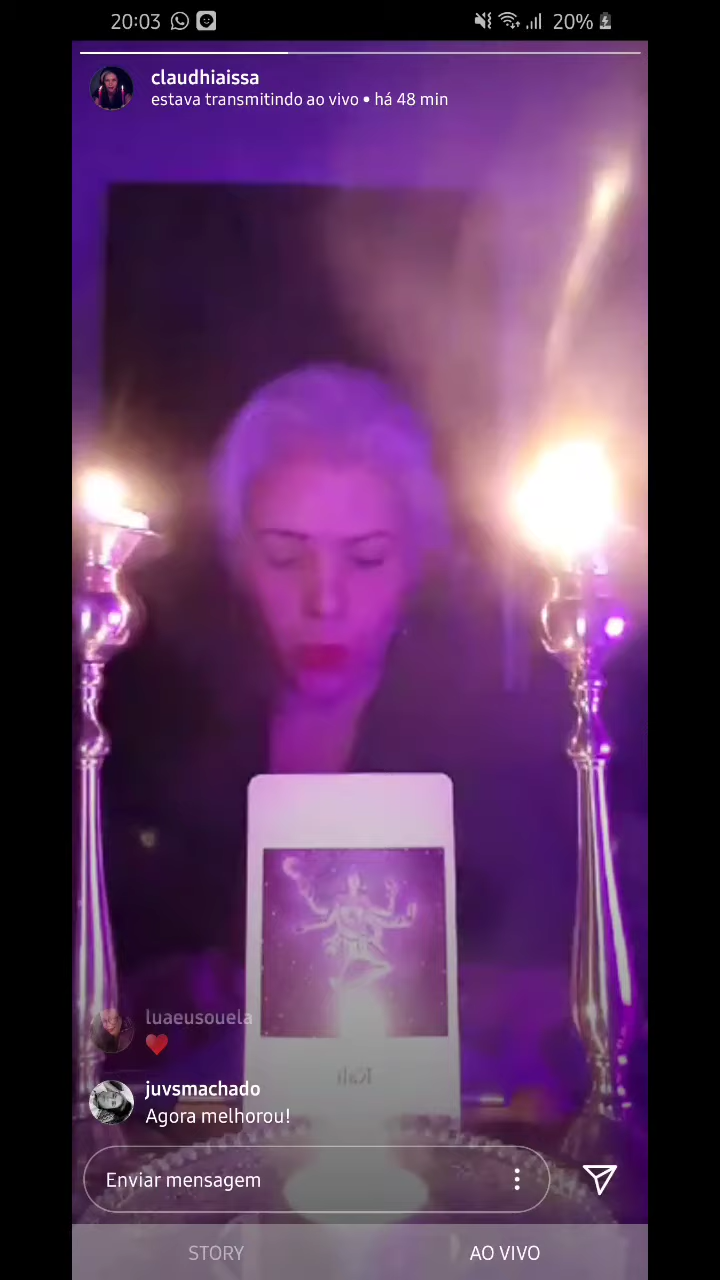 20:03
20%
claudhiaissa
estava transmitindo ao vivo • há 48 min
luaeusouela
❤️
juvsmachado
Agora melhorou!
Enviar mensagem
STORY
AO VIVO